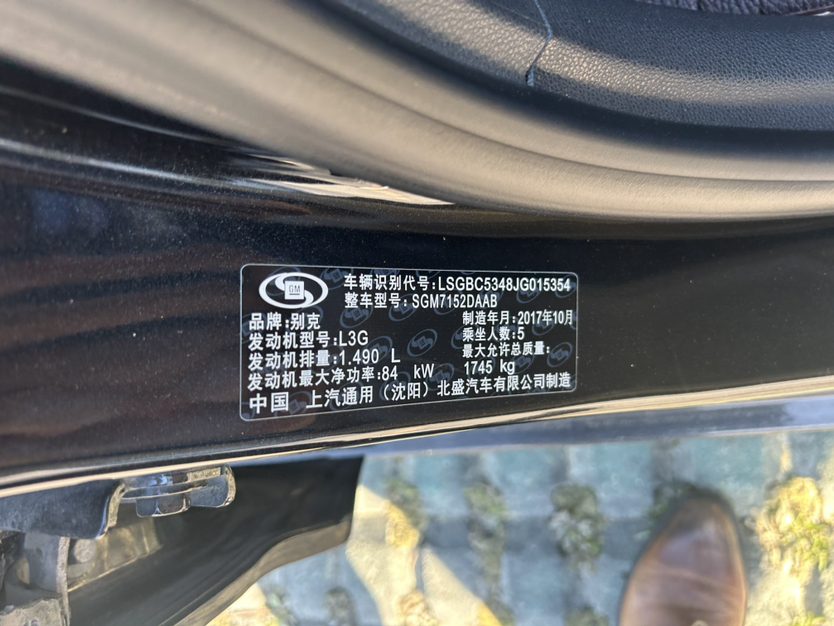 GM
车辆识别代号:LSGBC5348JG015354
整车型号:SGM7152DAAB
品牌:别克
制造年月:2017年10月
发动机型号:L3G
乘坐人数:5
发动机排量:1.490 L
最大允许总质量:
1745 kg
发动机最大净功率:84 kW
中国 上汽通用（沈阳）北盛汽车有限公司制造